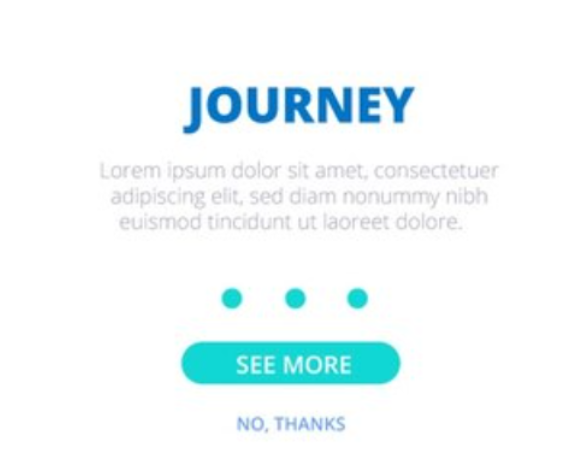 JOURNEY
Lorem ipsum dolor sit amet, consectetuer
adipiscing elit, sed diam nonummy nibh
euismod tincidunt ut laoreet dolore.
SEE MORE
NO, THANKS